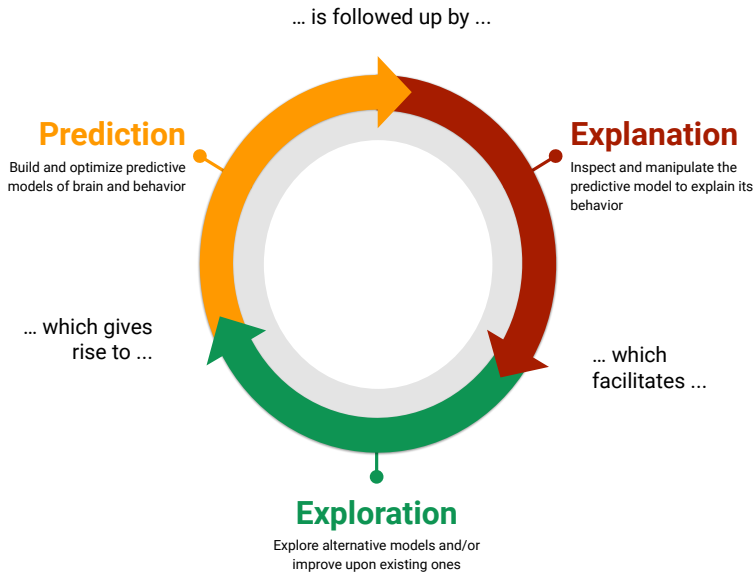 … is followed up by ...
Prediction
Build and optimize predictive
models of brain and behavior
Explanation
Inspect and manipulate the
predictive model to explain its
behavior
… which gives
rise to ...
… which
facilitates ...
Exploration
Explore alternative models and/or
improve upon existing ones